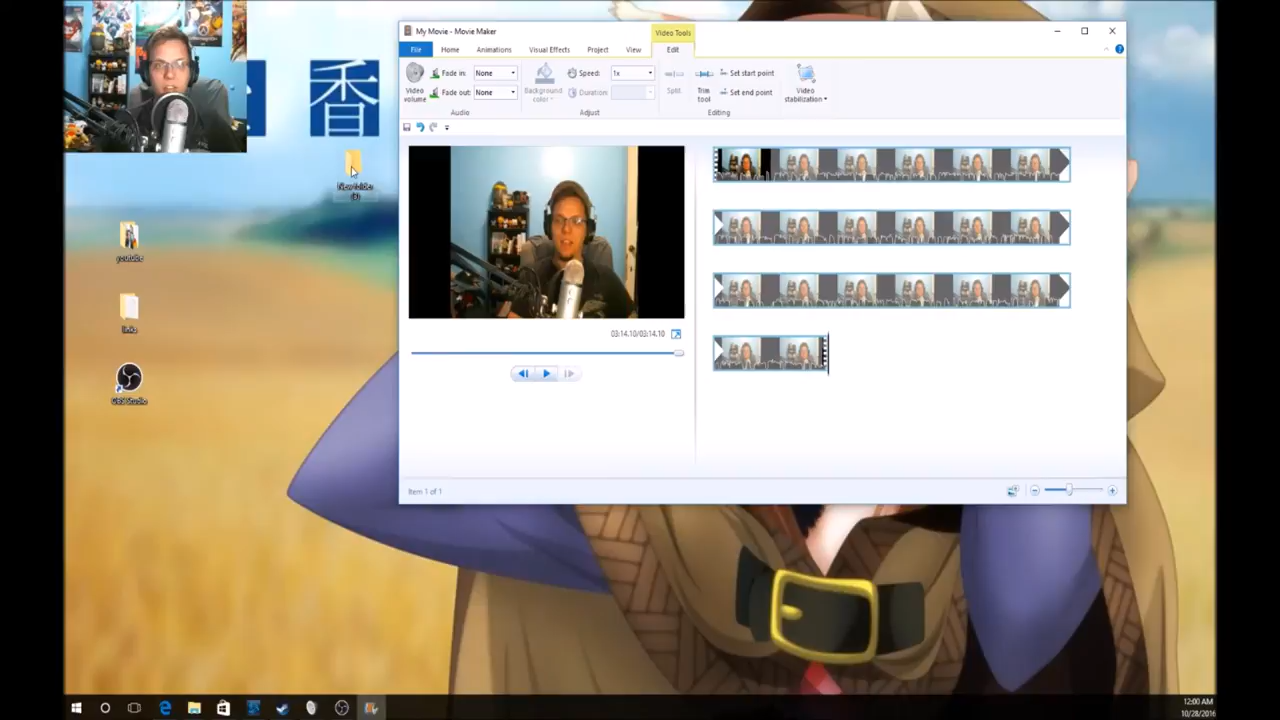 My Movie - Movie Maker
Video Tools
File
Home
Animations
Visual Effects
Project
View
Edit
Video volume
Fade in:
None
Fade out:
None
Audio
Background color
Speed:
1x
Duration:
Adjust
Split
Trim tool
Set start point
Set end point
Editing
Video stabilization
香
New folder
(3)
03:14.10/03:14.10
youtube
links
OBS Studio
Item 1 of 1
12:00 AM
10/28/2016